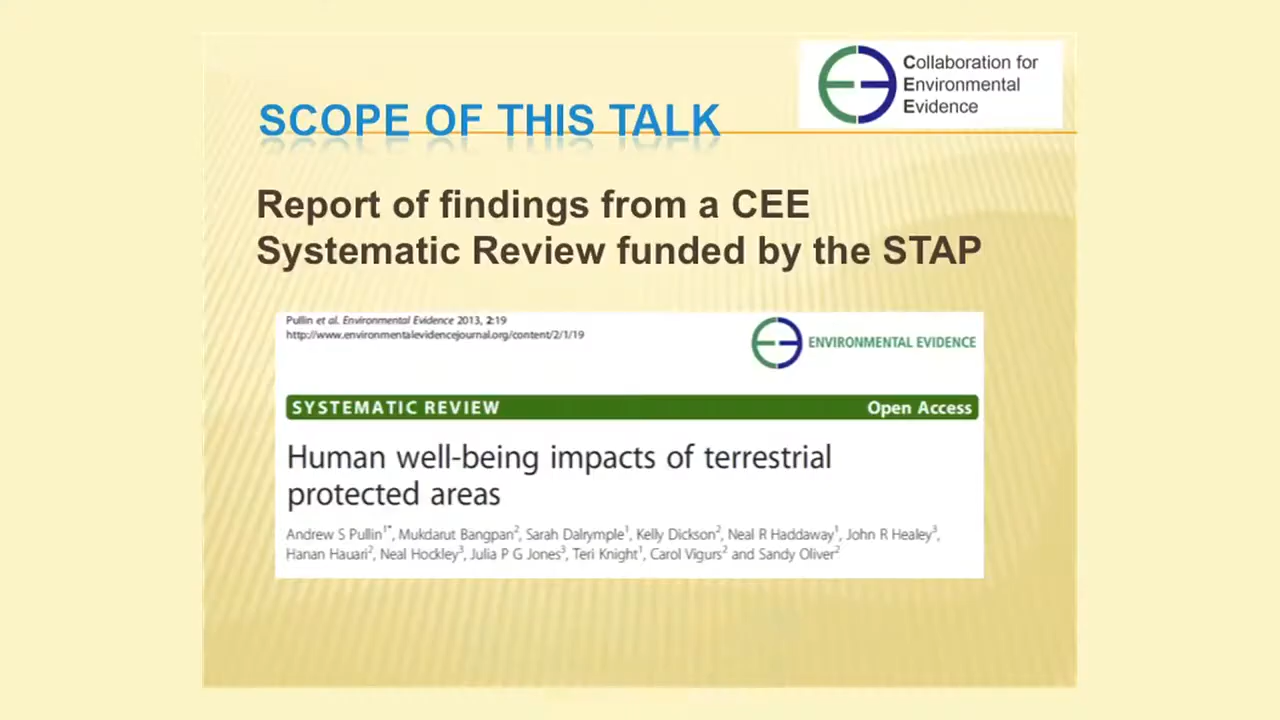 Collaboration for
Environmental
Evidence
SCOPE OF THIS TALK
Report of findings from a CEE
Systematic Review funded by the STAP
Pullin et al. Environmental Evidence 2013, 2:19
http://www.environmentalevidencejournal.org/content/2/1/19
ENVIRONMENTAL EVIDENCE
SYSTEMATIC REVIEW Open Access
Human well-being impacts of terrestrial
protected areas
Andrew S Pullin1*, Mukdarut Bangpan2, Sarah Dalrymple1, Kelly Dickson2, Neal R Haddaway1, John R Healey3,
Hanan Hauari2, Neal Hockley3, Julia P G Jones3, Teri Knight1, Carol Vigurs2 and Sandy Oliver2